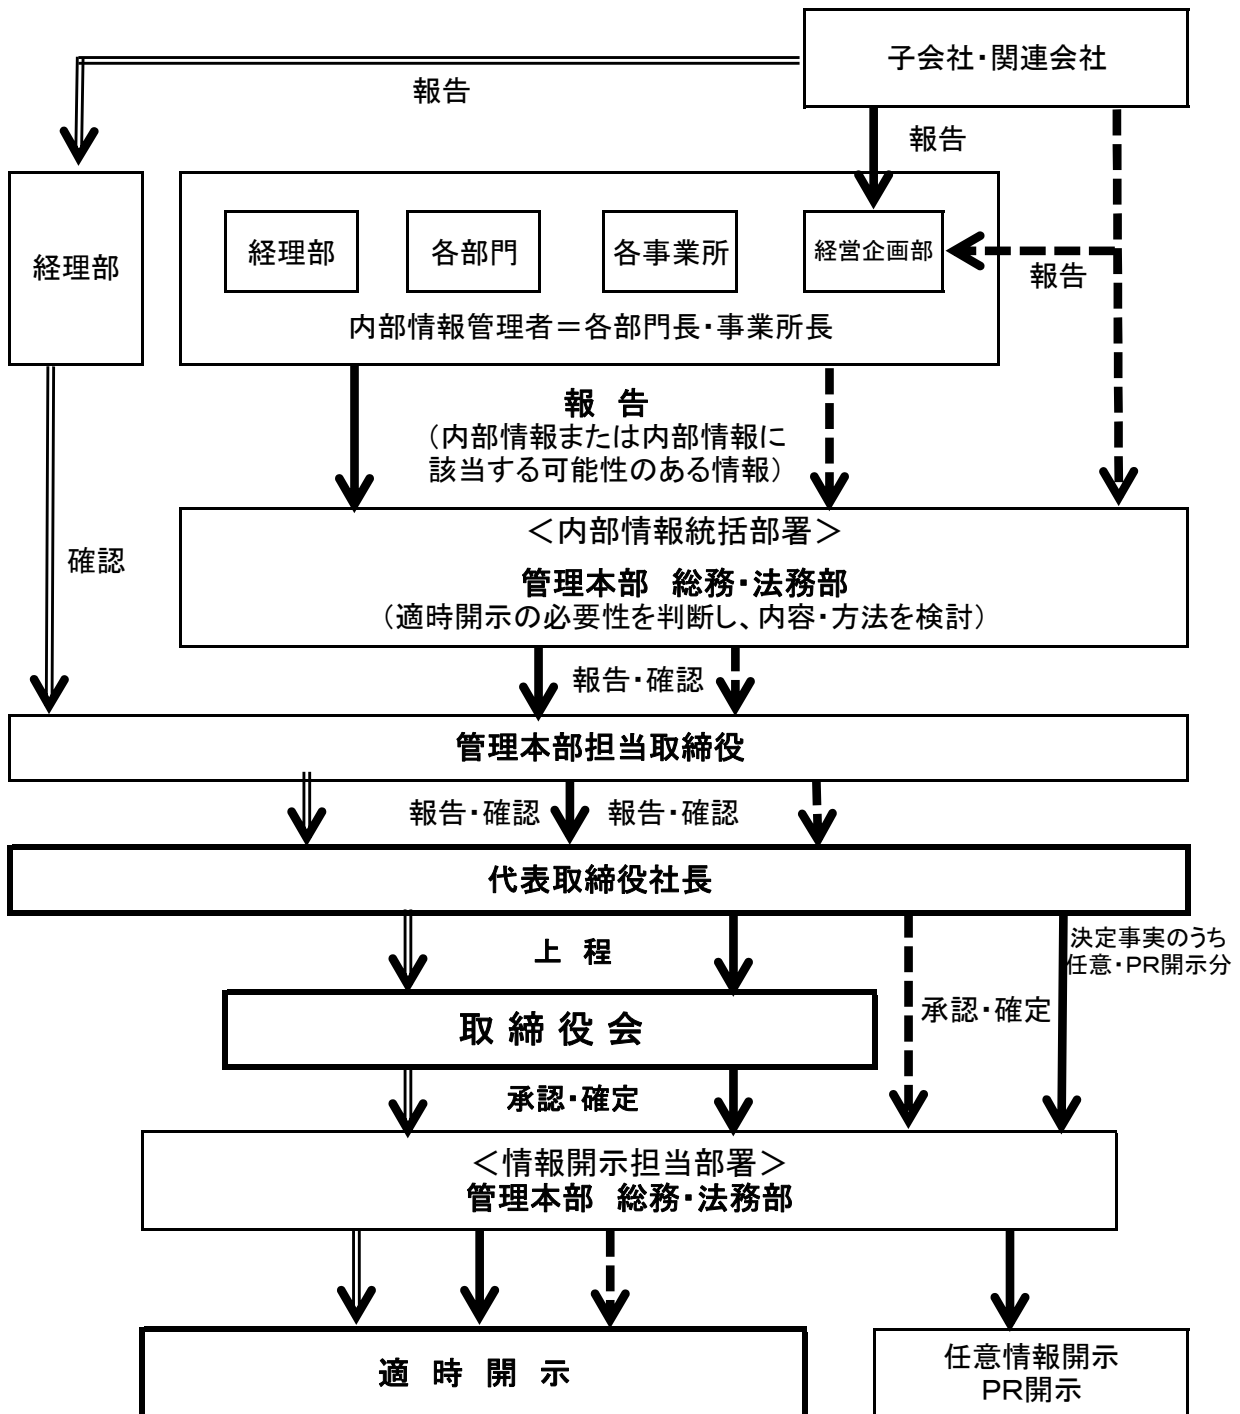 子会社・関連会社
報告
報告
経理部
経理部
各部門
各事業所
経営企画部
報告
内部情報管理者＝各部門長・事業所長
報　告
（内部情報または内部情報に
該当する可能性のある情報）
確認
＜内部情報統括部署＞
管理本部　総務・法務部
（適時開示の必要性を判断し、内容・方法を検討）
報告・確認
管理本部担当取締役
報告・確認
報告・確認
代表取締役社長
上　程
決定事実のうち
任意・PR開示分
取 締 役 会
承認・確定
承認・確定
＜情報開示担当部署＞
管理本部　総務・法務部
適　時　開　示
任意情報開示
PR開示